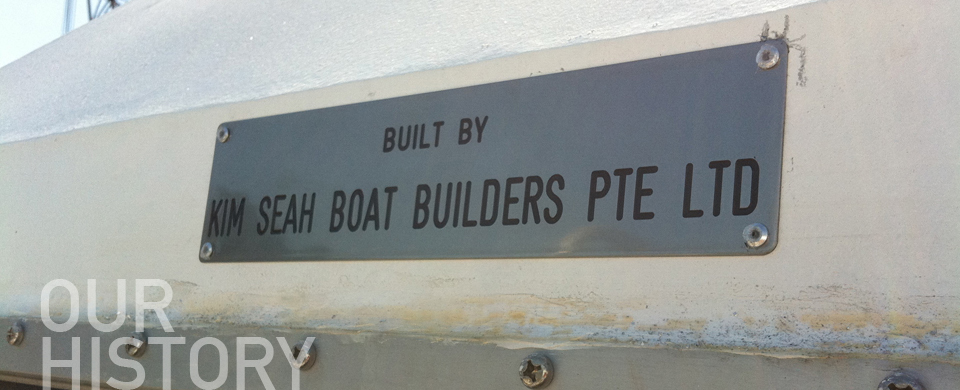 BUILT BY
KIM SEAH BOAT BUILDERS PTE LTD
OUR
HISTORY